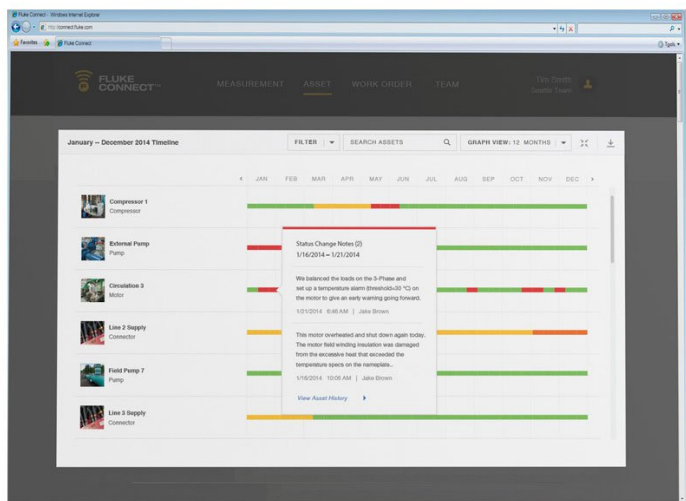 Fluke Connect - Windows Internet Explorer
http://connect.fluke.com
Favorites
Fluke Connect
Tools
FLUKE CONNECT
MEASUREMENT ASSET WORK ORDER TEAM
Tim Smith
Seattle Team
January – December 2014 Timeline
FILTER
SEARCH ASSETS
GRAPH VIEW: 12 MONTHS
JAN FEB MAR APR MAY JUN JUL AUG SEP OCT NOV DEC
Compressor 1
Compressor
External Pump
Pump
Circulation 3
Motor
Line 2 Supply
Connector
Field Pump 7
Pump
Line 3 Supply
Connector
Status Change Notes (2)
1/16/2014 – 1/21/2014
We balanced the loads on the 3-Phase and
set up a temperature alarm (threshold=30 °C) on
the motor to give an early warning going forward.
1/21/2014 8:46 AM | Jake Brown
This motor overheated and shut down again today.
The motor field winding insulation was damaged
from the excessive heat that exceeded the
temperature specs on the nameplate..
1/16/2014 10:09 AM | Jake Brown
View Asset History